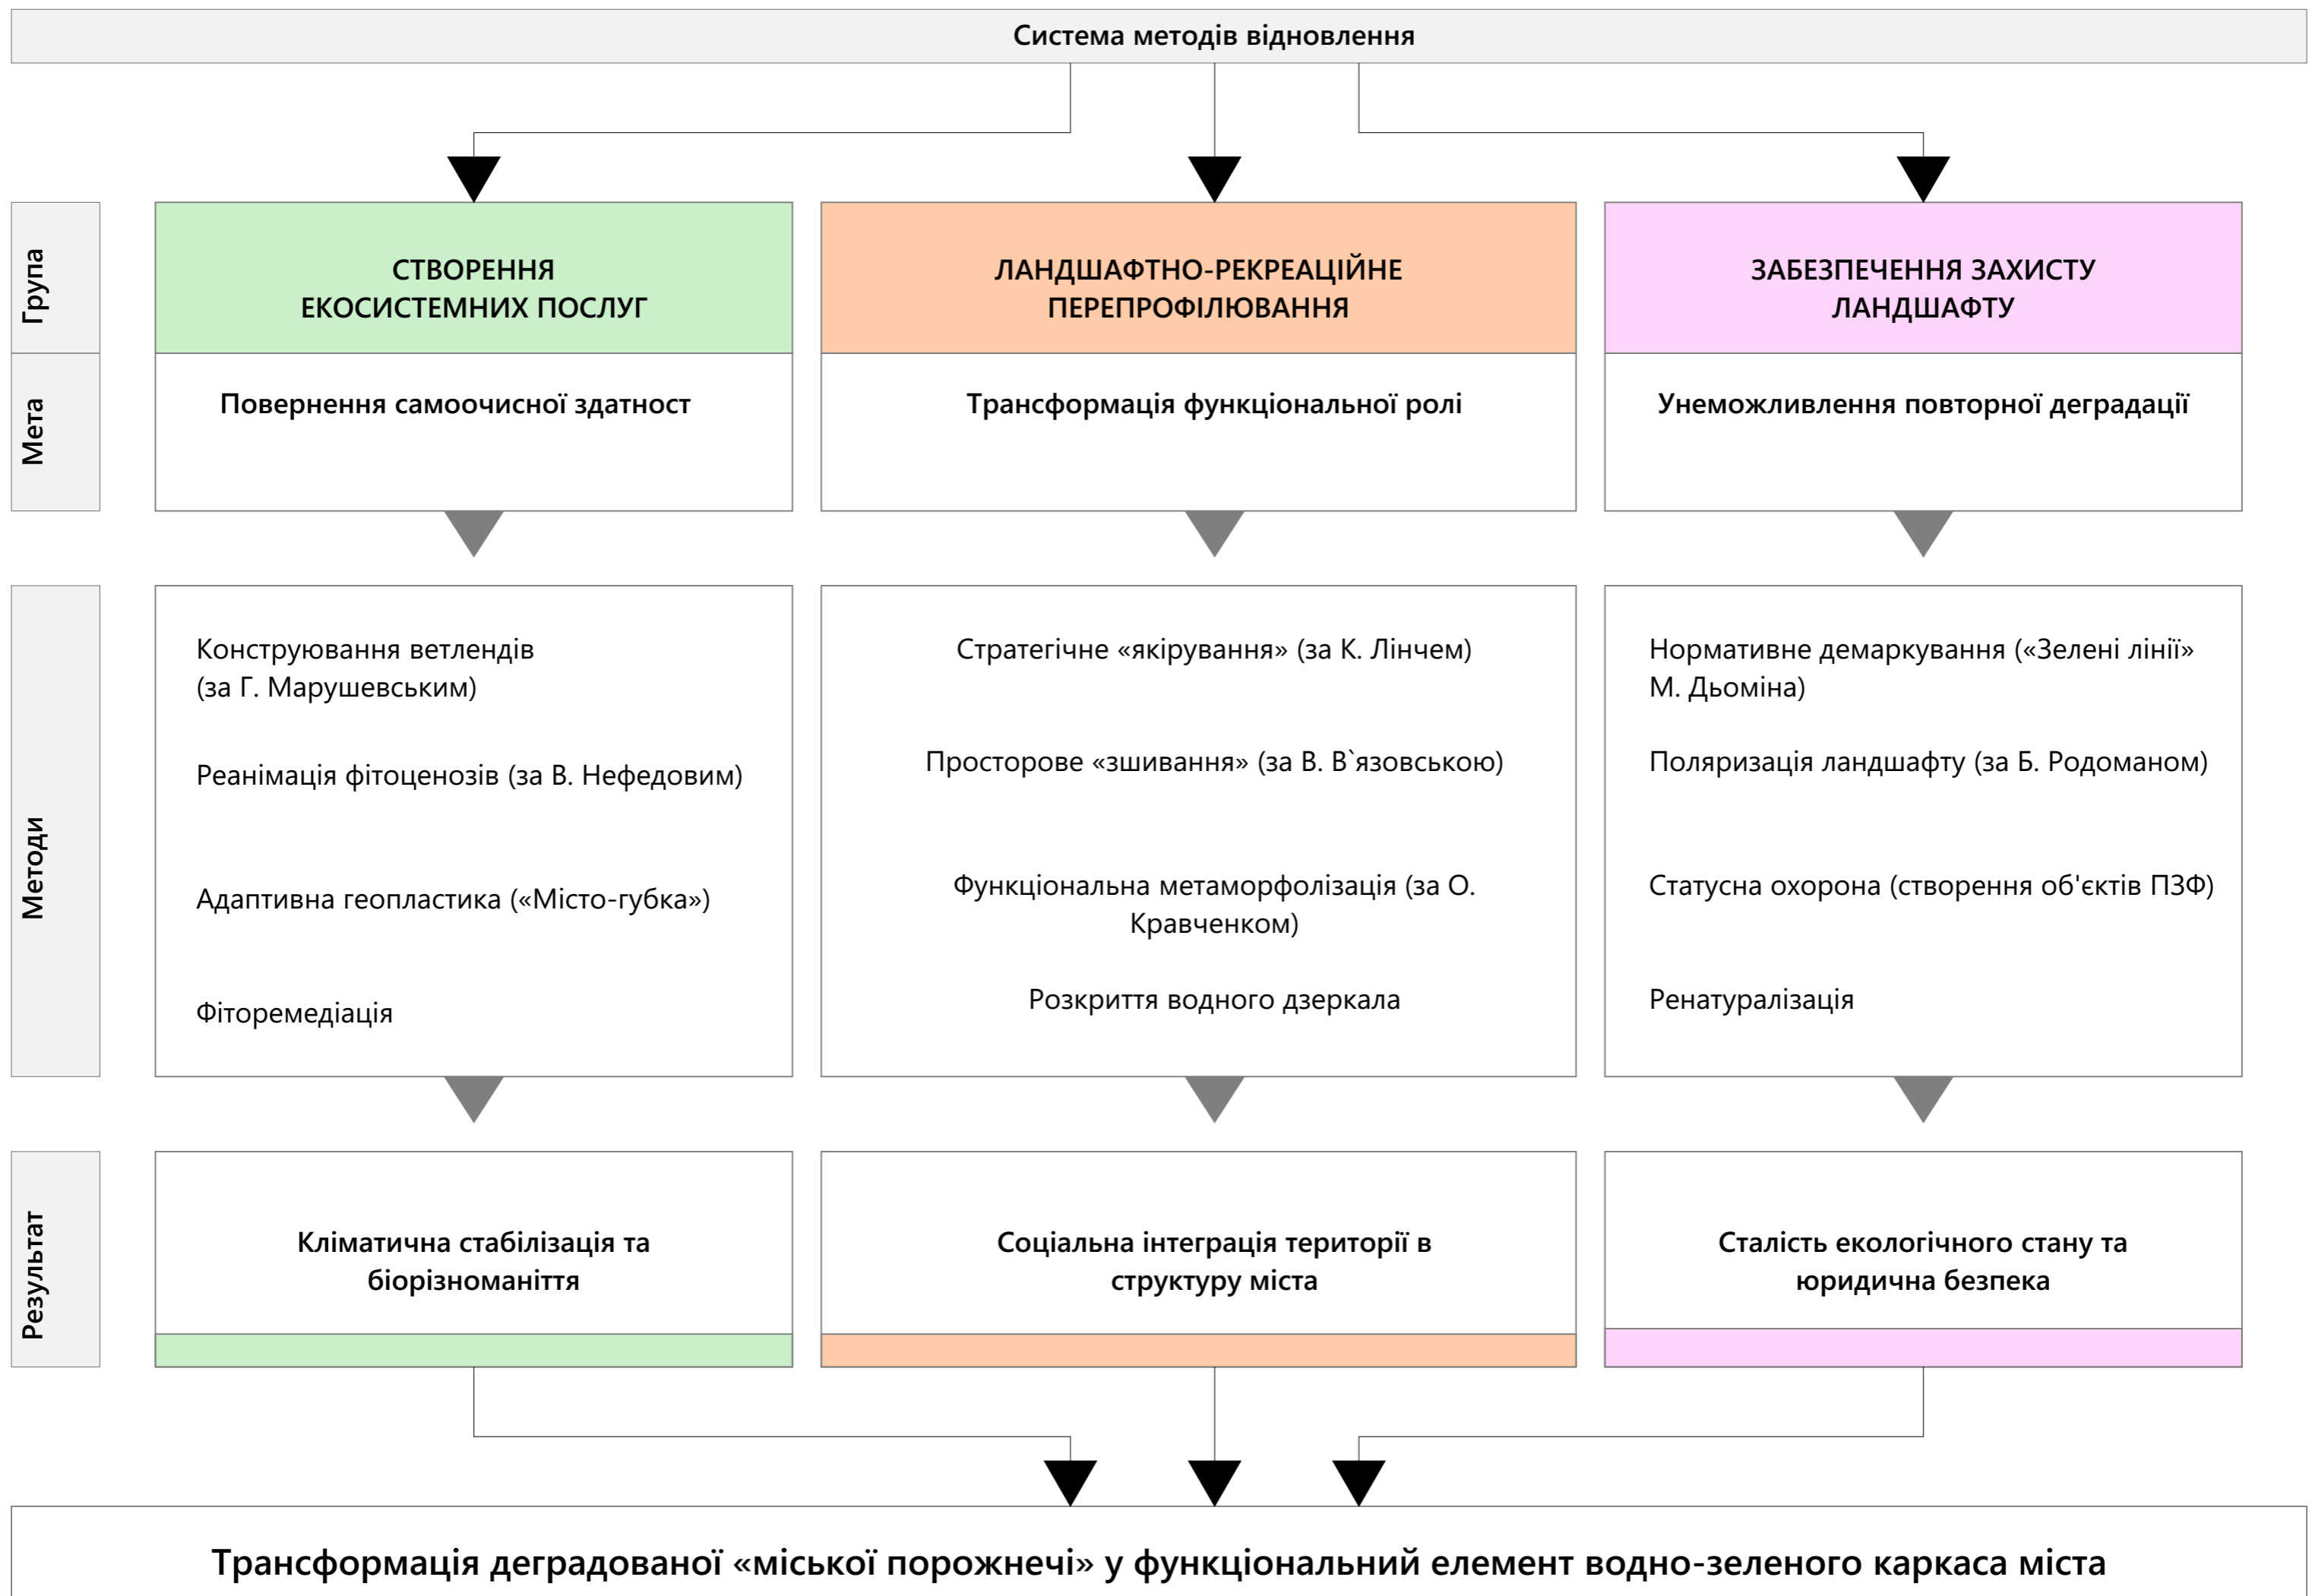 Система методів відновлення
Група
СТВОРЕННЯ
ЕКОСИСТЕМНИХ ПОСЛУГ
ЛАНДШАФТНО-РЕКРЕАЦІЙНЕ
ПЕРЕПРОФІЛЮВАННЯ
ЗАБЕЗПЕЧЕННЯ ЗАХИСТУ
ЛАНДШАФТУ
Мета
Повернення самоочисної здатност
Трансформація функціональної ролі
Унеможливлення повторної деградації
Методи
Конструювання ветлендів
(за Г. Марушевським)
Реанімація фітоценозів (за В. Нефедовим)
Адаптивна геопластика («Місто-губка»)
Фіторемедіація
Стратегічне «якірування» (за К. Лінчем)
Просторове «зшивання» (за В. В`язовською)
Функціональна метаморфолізація (за О.
Кравченком)
Розкриття водного дзеркала
Нормативне демаркування («Зелені лінії»
М. Дьоміна)
Поляризація ландшафту (за Б. Родоманом)
Статусна охорона (створення об'єктів ПЗФ)
Ренатуралізація
Результат
Кліматична стабілізація та
біорізноманіття
Соціальна інтеграція території в
структуру міста
Сталість екологічного стану та
юридична безпека
Трансформація деградованої «міської порожнечі» у функціональний елемент водно-зеленого каркаса міста